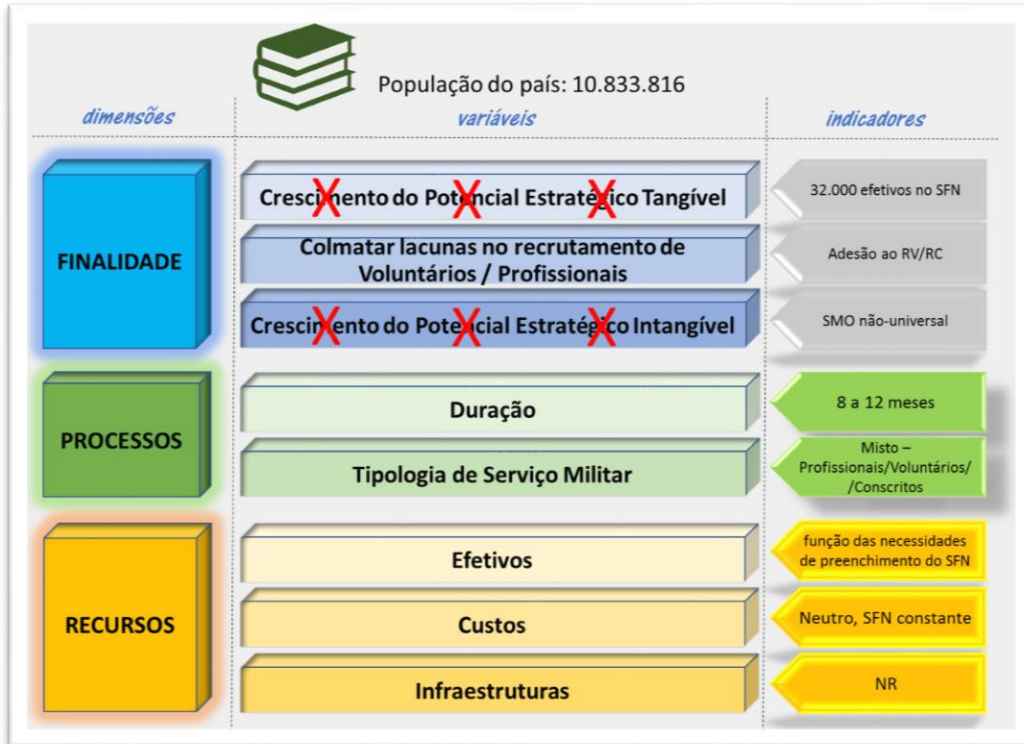 População do país: 10.833.816
dimensões
variáveis
indicadores
FINALIDADE
Crescimento do Potencial Estratégico Tangível
32.000 efetivos no SFN
Colmatar lacunas no recrutamento de
Voluntários / Profissionais
Adesão ao RV/RC
Crescimento do Potencial Estratégico Intangível
SMO não-universal
PROCESSOS
Duração
8 a 12 meses
Tipologia de Serviço Militar
Misto –
Profissionais/Voluntários/
/Conscritos
RECURSOS
Efetivos
função das necessidades
de preenchimento do SFN
Custos
Neutro, SFN constante
Infraestruturas
NR